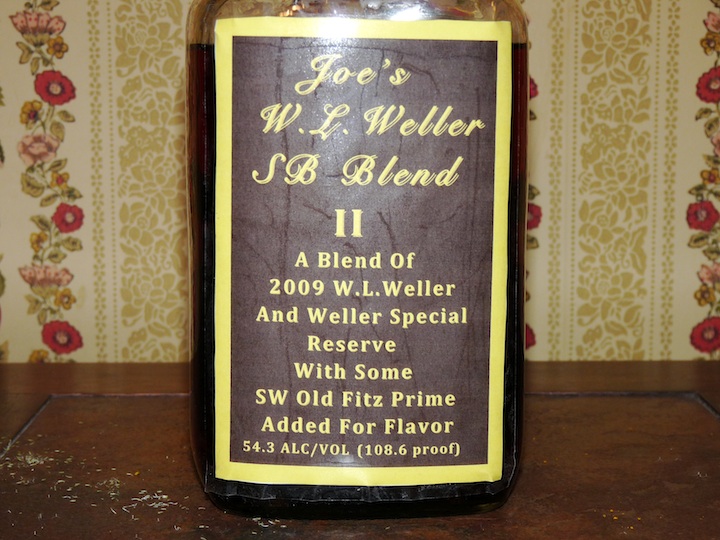 Joe's
W.L.Weller
SB Blend
II
A Blend Of
2009 W.L.Weller
And Weller Special
Reserve
With Some
SW Old Fitz Prime
Added For Flavor
54.3 ALC/VOL (108.6 proof)